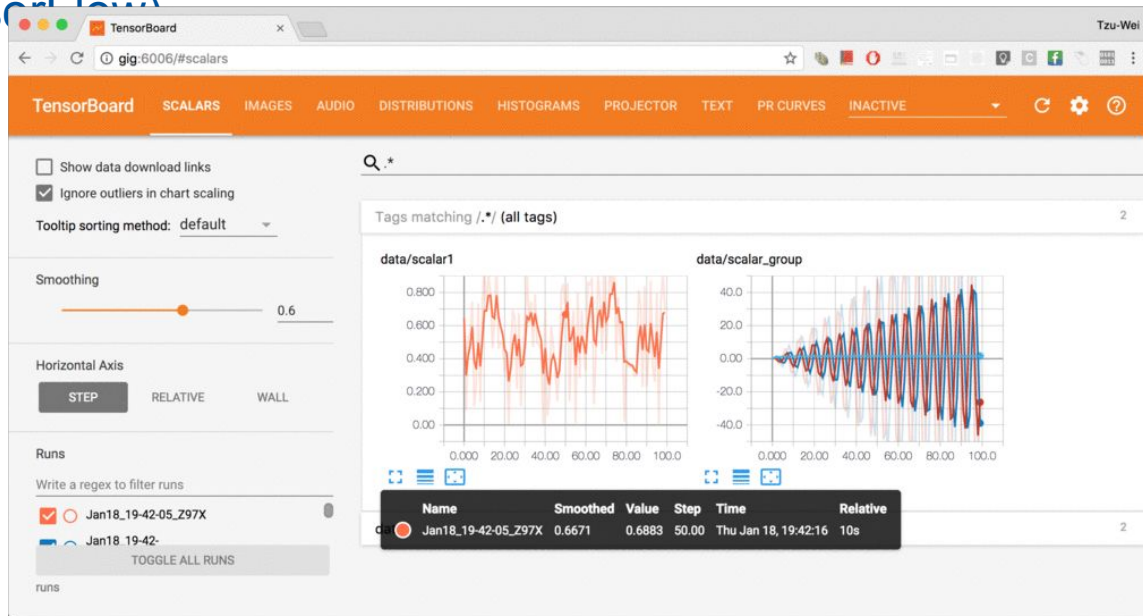 TensorBoard
Tzu-Wei
gig:6006/#scalars
TensorBoard SCALARS IMAGES AUDIO DISTRIBUTIONS HISTOGRAMS PROJECTOR TEXT PR CURVES INACTIVE
Show data download links
Ignore outliers in chart scaling
Tooltip sorting method: default
Smoothing
0.6
Horizontal Axis
STEP RELATIVE WALL
Runs
Write a regex to filter runs
Jan18_19-42-05_Z97X
Jan18_19-42-
TOGGLE ALL RUNS
runs
.*
Tags matching /.*/ (all tags) 2
data/scalar1
0.800
0.600
0.400
0.200
0.00
0.000 20.00 40.00 60.00 80.00 100.0
data/scalar_group
40.0
20.0
0.00
-20.0
-40.0
0.000 20.00 40.00 60.00 80.00 100.0
Name Smoothed Value Step Time Relative
Jan18_19-42-05_Z97X 0.6671 0.6883 50.00 Thu Jan 18, 19:42:16 10s
2